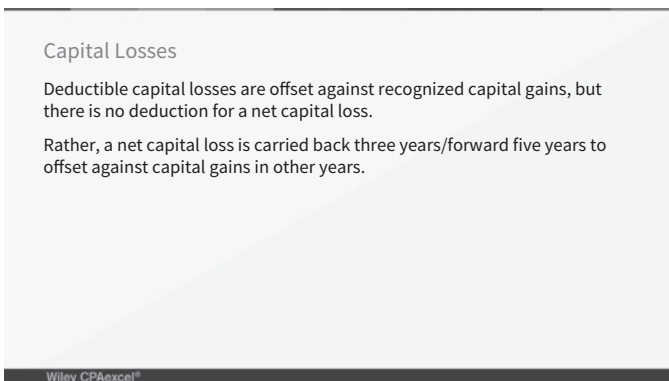 Capital Losses
Deductible capital losses are offset against recognized capital gains, but
there is no deduction for a net capital loss.
Rather, a net capital loss is carried back three years/forward five years to
offset against capital gains in other years.
Wiley CPAexcel®